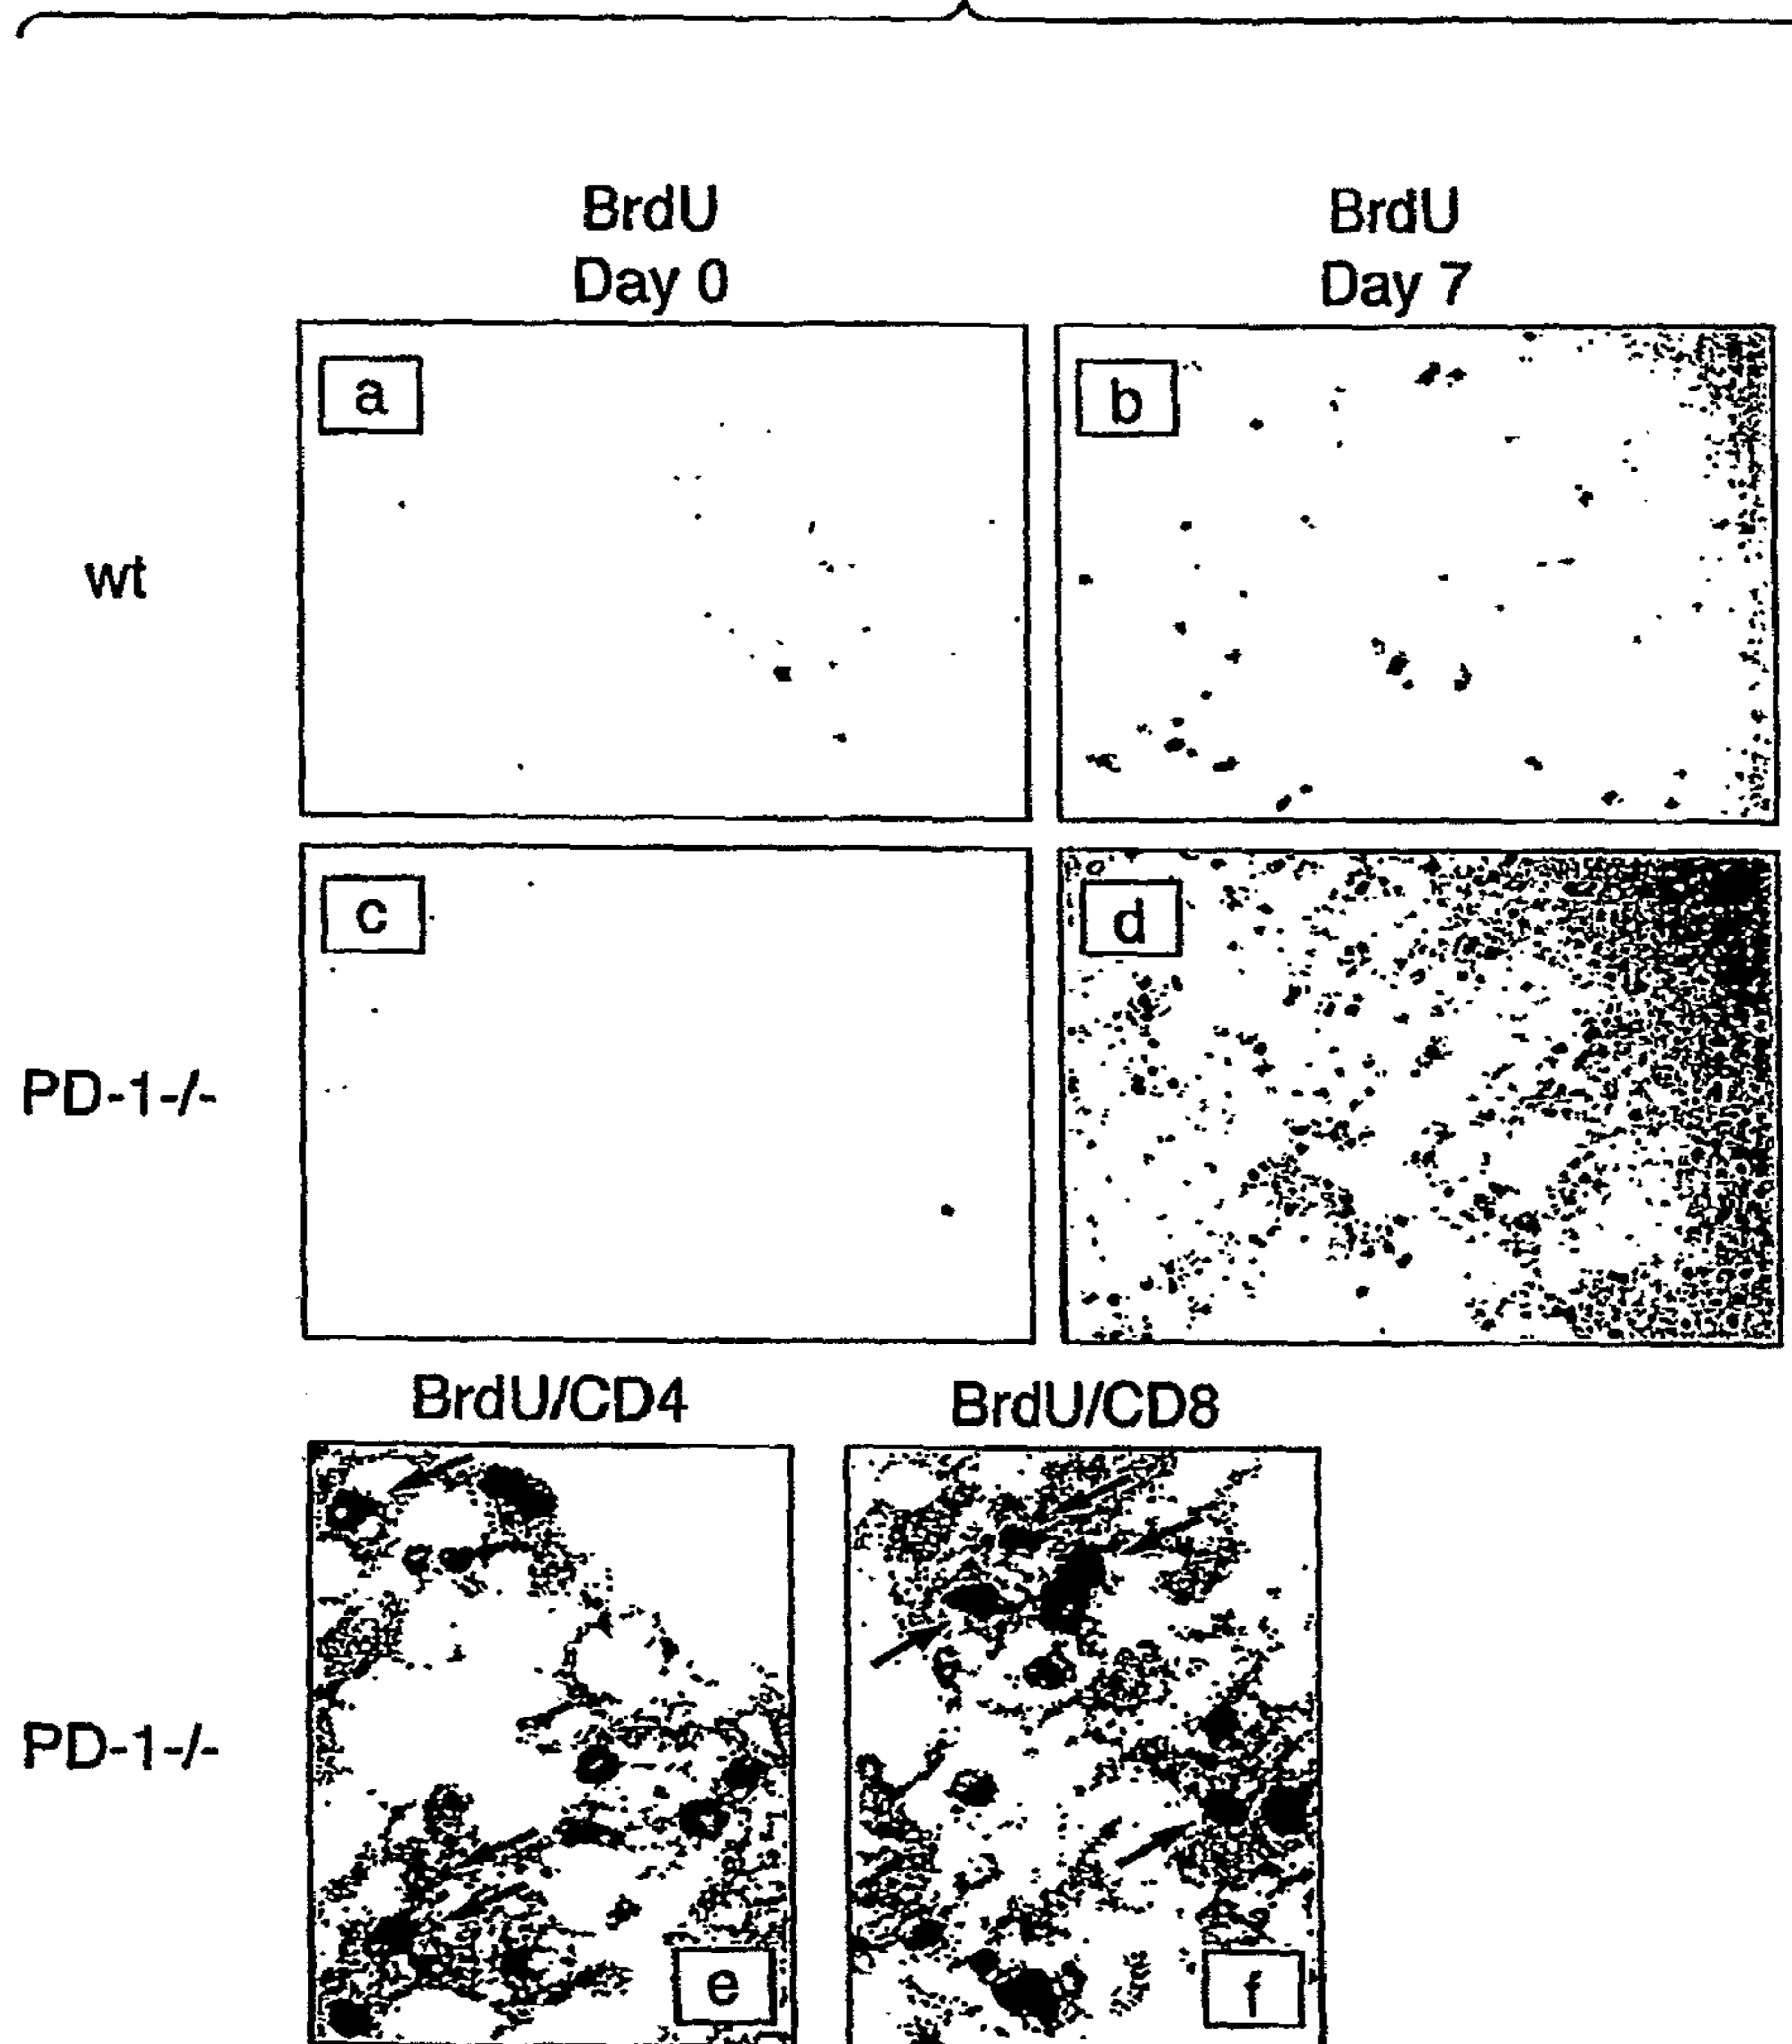 BrdU
Day 0
BrdU
Day 7
wt
a
b
PD-1-/-
c
d
BrdU/CD4
BrdU/CD8
PD-1-/-
e
f